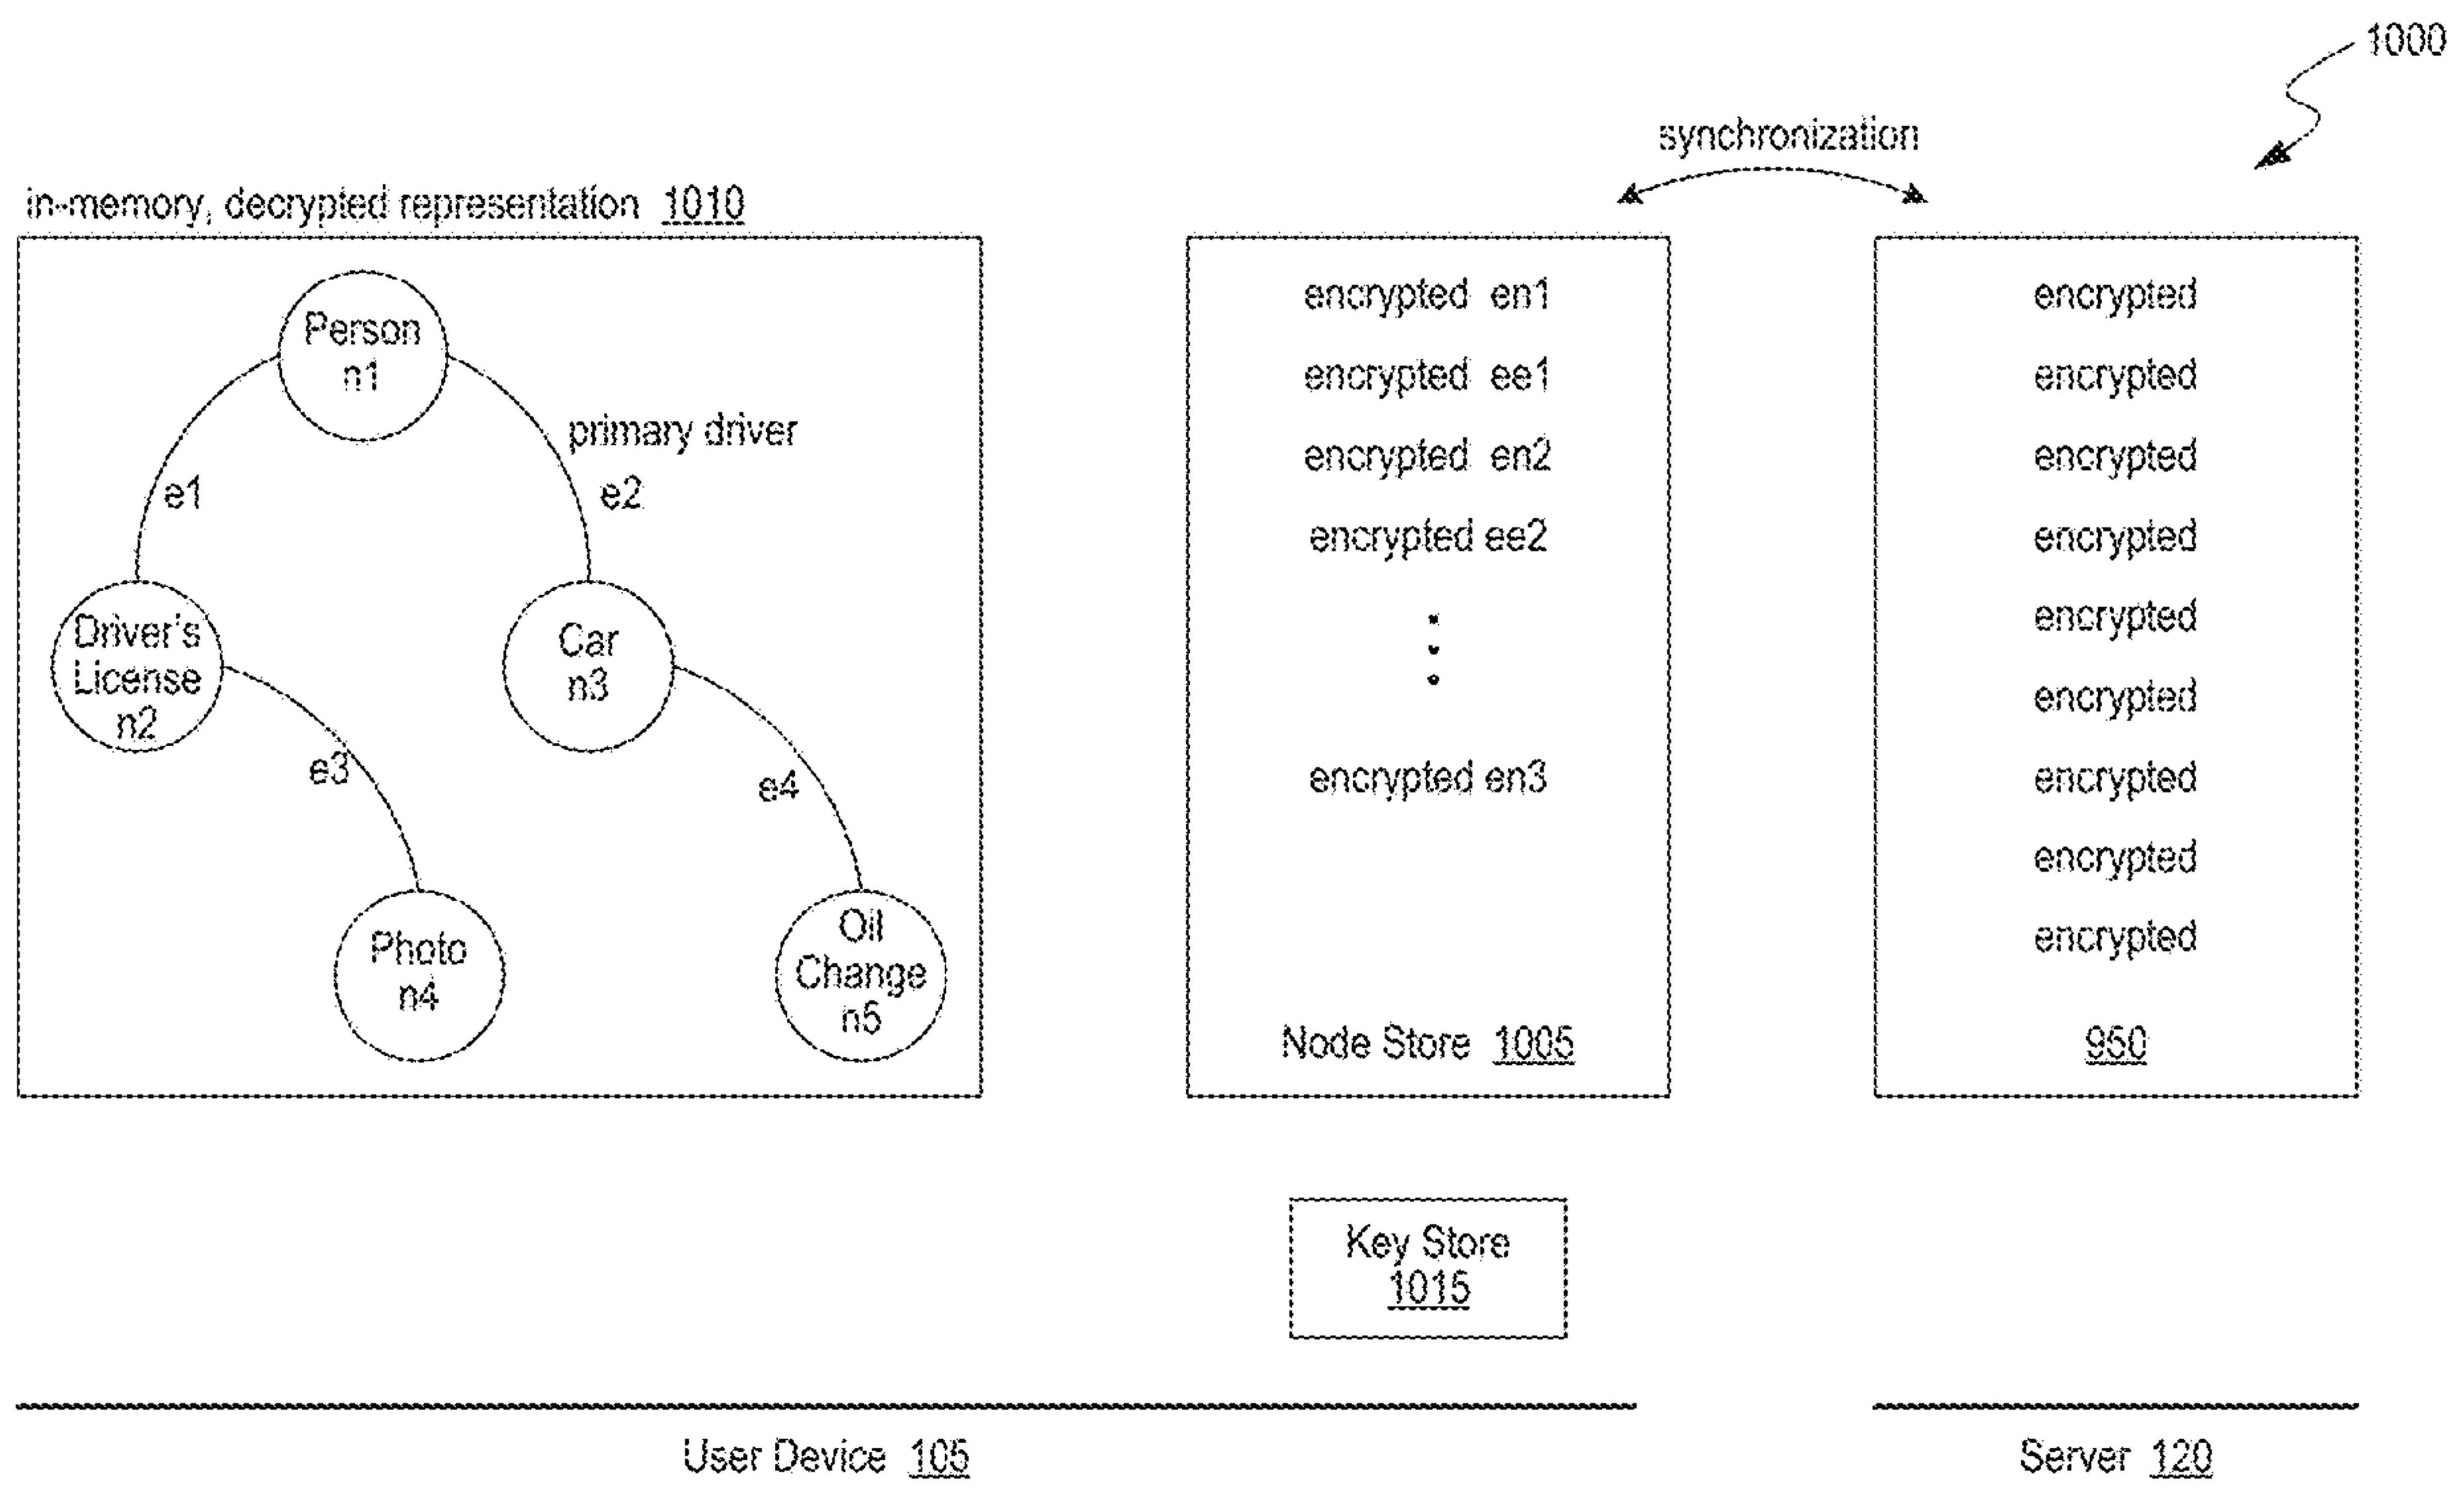 1000
synchronization
in-memory, decrypted representation 1010
Person
n1
primary driver
e1
e2
Driver's
License
n2
Car
n3
e3
e4
Photo
n4
Oil
Change
n5
encrypted en1
encrypted ee1
encrypted en2
encrypted ee2
encrypted en3
Node Store 1005
encrypted
encrypted
encrypted
encrypted
encrypted
encrypted
encrypted
encrypted
encrypted
950
Key Store
1015
User Device 105
Server 120